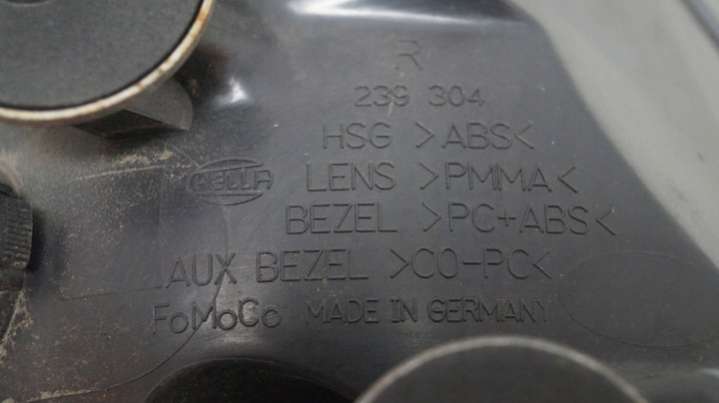 R
239 304
HSG >ABS<
HELLA LENS >PMMA<
BEZEL >PC+ABS<
AUX BEZEL >CO-PC<
FoMoCo MADE IN GERMANY